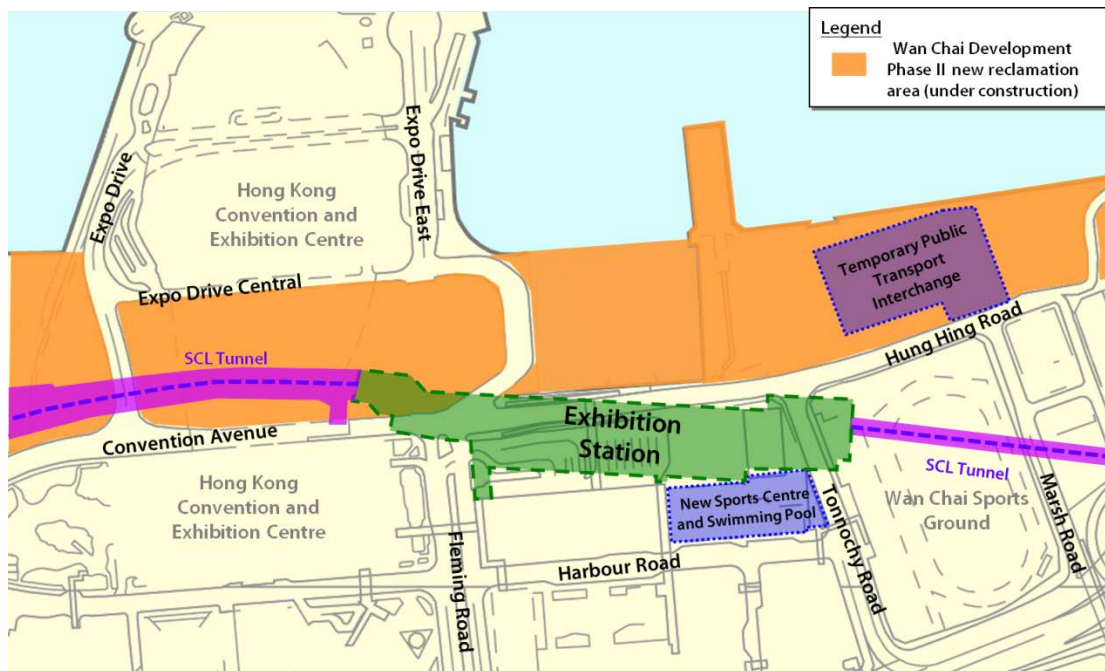 Legend
Wan Chai Development
Phase II new reclamation
area (under construction)
Expo Drive
Expo Drive East
Hong Kong
Convention and
Exhibition Centre
Expo Drive Central
Temporary Public
Transport
Interchange
Hung Hing Road
SCL Tunnel
Convention Avenue
Exhibition
Station
SCL Tunnel
Hong Kong
Convention and
Exhibition Centre
New Sports Centre
and Swimming Pool
Wan Chai Sports
Ground
Fleming Road
Harbour Road
Tonnochy Road
Marsh Road